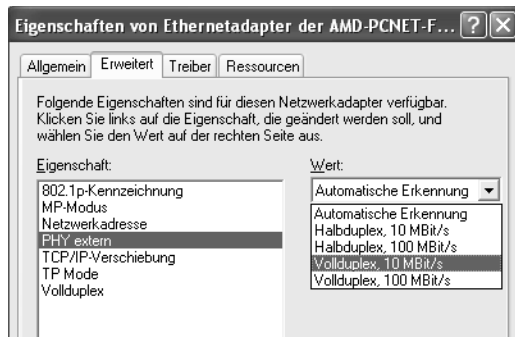 Eigenschaften von Ethernetadapter der AMD-PCNET-F...
Allgemein Erweitert Treiber Ressourcen
Folgende Eigenschaften sind für diesen Netzwerkadapter verfügbar.
Klicken Sie links auf die Eigenschaft, die geändert werden soll, und
wählen Sie den Wert auf der rechten Seite aus.
Eigenschaft:
802.1p-Kennzeichnung
MP-Modus
Netzwerkadresse
PHY extern
TCP/IP-Verschiebung
TP Mode
Vollduplex
Wert:
Automatische Erkennung
Automatische Erkennung
Halbduplex, 10 MBit/s
Halbduplex, 100 MBit/s
Vollduplex, 10 MBit/s
Vollduplex, 100 MBit/s